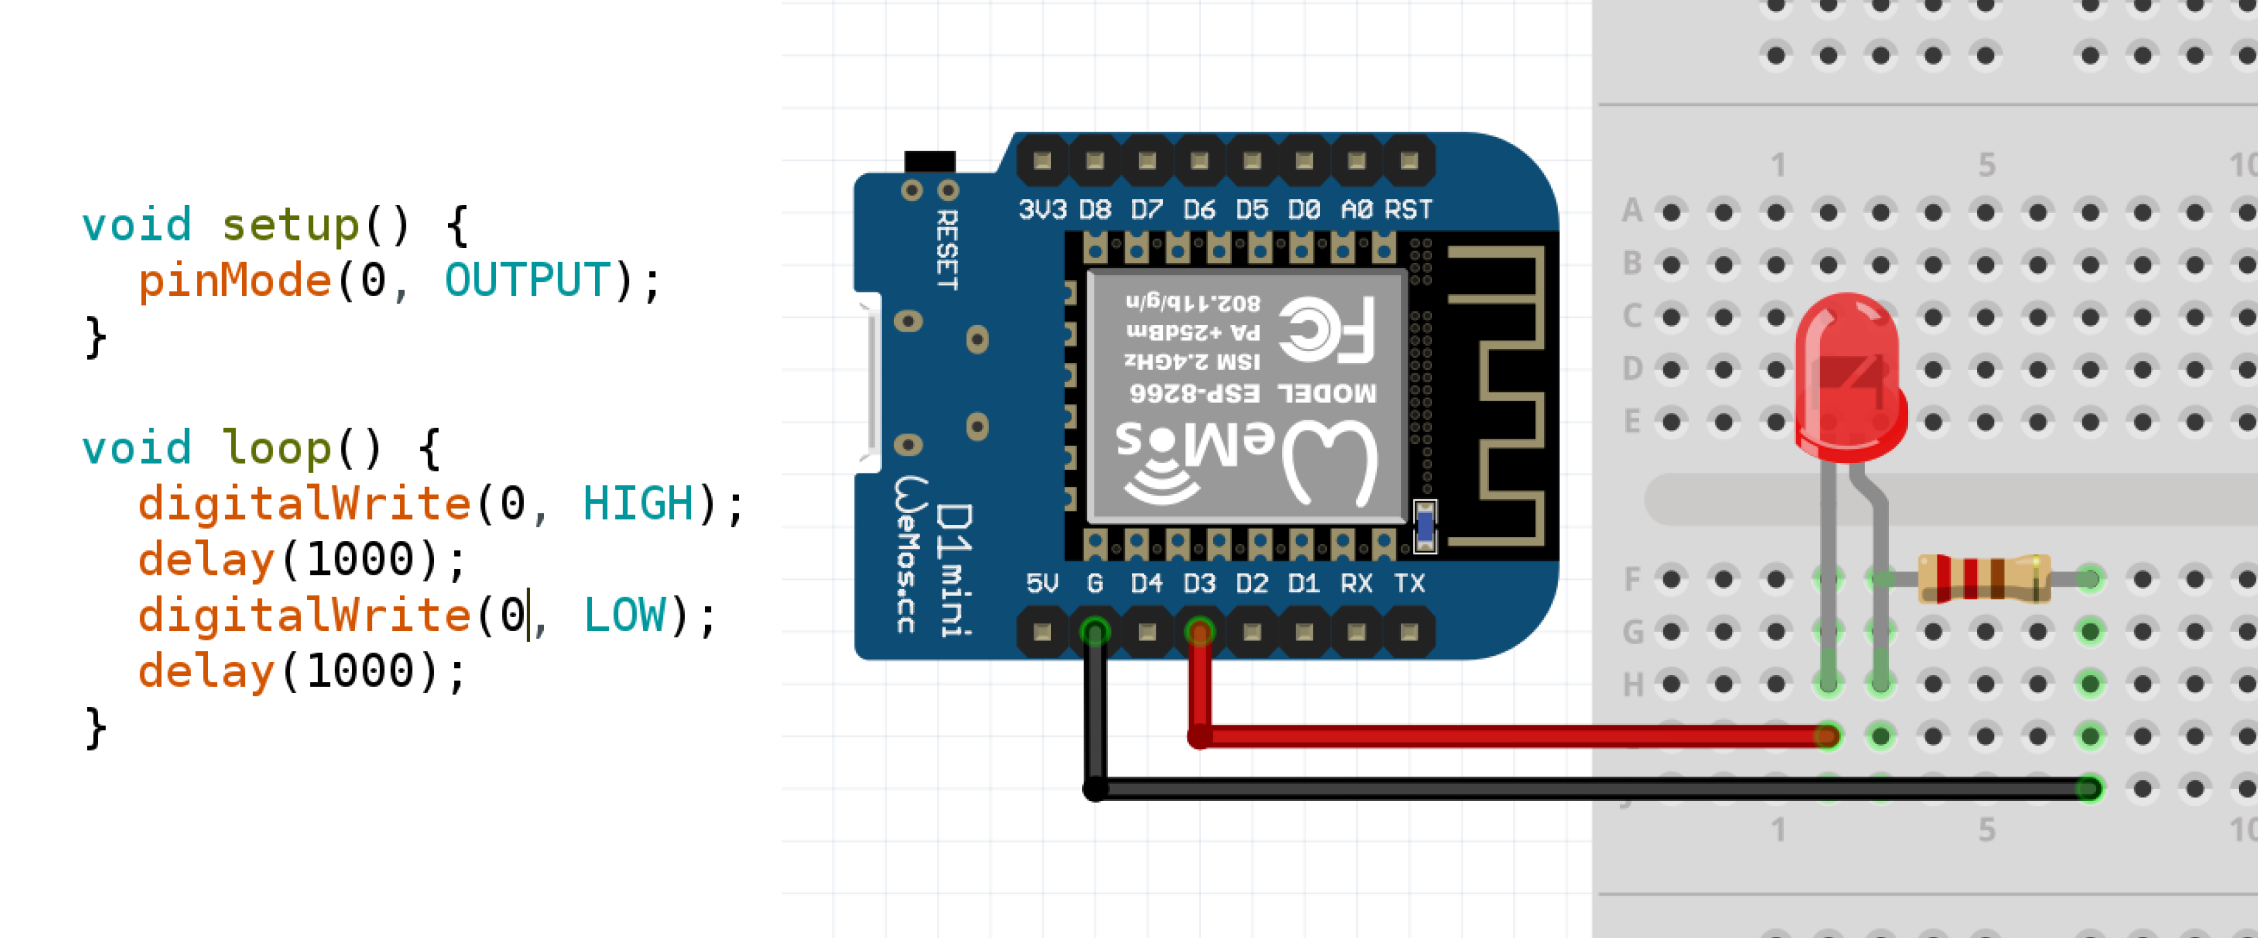 void setup() {
  pinMode(0, OUTPUT);
}

void loop() {
  digitalWrite(0, HIGH);
  delay(1000);
  digitalWrite(0, LOW);
  delay(1000);
}
RESET
3V3 D8 D7 D6 D5 D0 A0 RST
MODEL ESP-8266
ISM 2.4GHz
PA +25dBm
802.11b/g/n
FC
WeMos
D1 mini
WeMos.cc
5V G D4 D3 D2 D1 RX TX
1 5 10
A
B
C
D
E
F
G
H
J
1 5 10